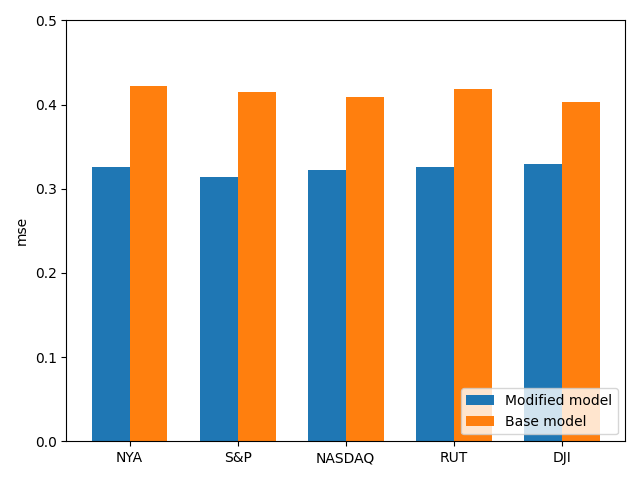 0.5
0.4
0.3
0.2
0.1
0.0
mse
NYA
S&P
NASDAQ
RUT
DJI
Modified model
Base model